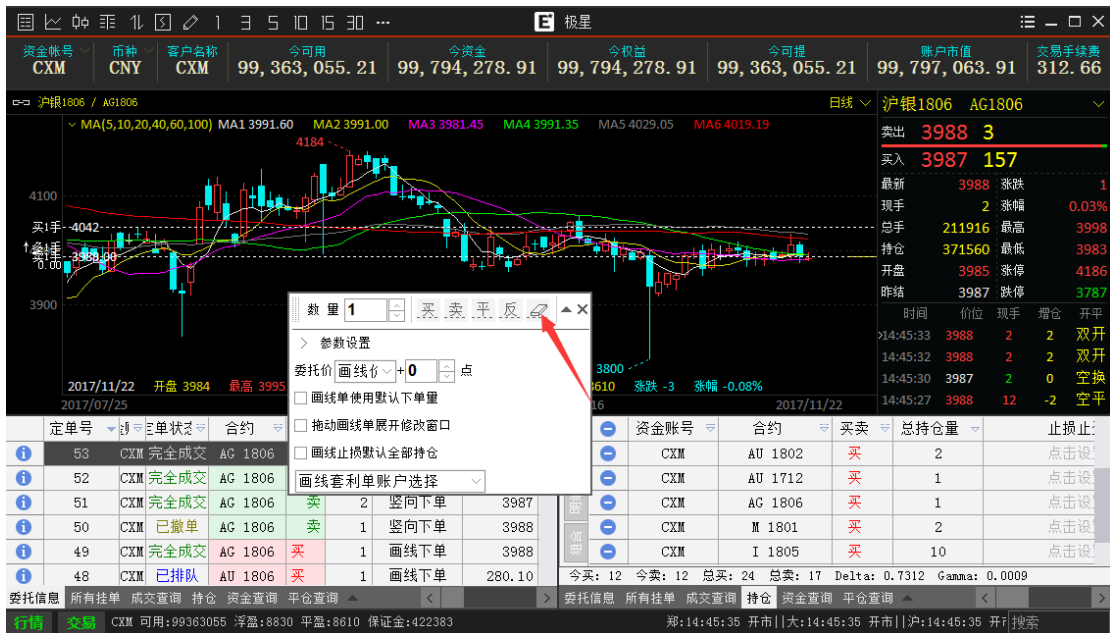 1 3 5 10 15 30 ··· E 极星
资金帐号 币种 客户名称 今可用 今资金 今权益 今可提 账户市值 交易手续费
CXM CNY CXM 99,363,055.21 99,794,278.91 99,794,278.91 99,363,055.21 99,797,063.91 312.66
沪银1806 / AG1806 日线 沪银1806 AG1806
MA(5,10,20,40,60,100) MA1 3991.60 MA2 3991.00 MA3 3981.45 MA4 3991.35 MA5 4029.05 MA6 4019.19
4184
4100
买1手 4042
3900
3800
卖出 3988 3
买入 3987 157
最新 3988 涨跌 1
现手 2 涨幅 0.03%
总手 211916 最高 3998
持仓 371560 最低 3983
开盘 3985 涨停 4186
昨结 3987 跌停 3787
时间 价位 现手 增仓 开平
14:45:33 3988 2 2 双开
14:45:32 3988 2 2 双开
14:45:30 3987 2 0 空换
14:45:27 3988 12 -2 空平
2017/11/22 开盘 3984 最高 3995
3610 涨跌 -3 涨幅 -0.08%
2017/07/25
16 2017/11/22
数 量 1 买 卖 平 反
参数设置
委托价 画线价 + 0 点
画线单使用默认下单量
拖动画线单展开修改窗口
画线止损默认全部持仓
画线套利单账户选择
定单号 定单状态 合约
53 CXM 完全成交 AG 1806
52 CXM 完全成交 AG 1806
51 CXM 完全成交 AG 1806 卖 2 竖向下单 3987
50 CXM 已撤单 AG 1806 卖 1 竖向下单 3988
49 CXM 完全成交 AG 1806 买 1 画线下单 3988
48 CXM 已排队 AU 1806 买 1 画线下单 280.10
资金账号 合约 买卖 总持仓量 止损止
CXM AU 1802 买 2 点击设
CXM AU 1712 买 1 点击设
CXM AG 1806 买 1 点击设
CXM M 1801 买 2 点击设
CXM I 1805 买 10 点击设
组合
今买: 12 今卖: 12 总买: 24 总卖: 17 Delta: 0.7312 Gamma: 0.0009
委托信息 所有挂单 成交查询 持仓 资金查询 平仓查询
委托信息 所有挂单 成交查询 持仓 资金查询 平仓查询
行情 交易 CXM 可用:99363055 浮盈:8830 平盈:8610 保证金:422383
郑:14:45:35 开市||大:14:45:35 开市||沪:14:45:35 开 搜索